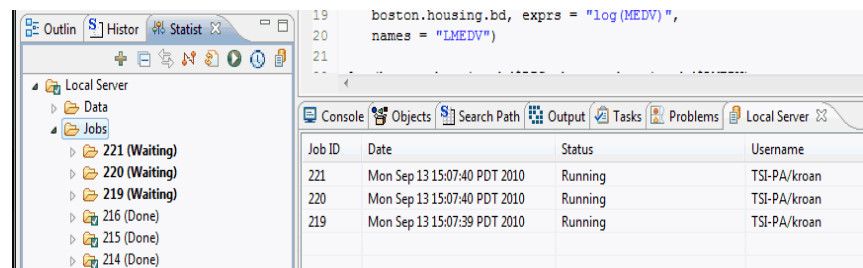 Outlin Histor Statist
Local Server
Data
Jobs
221 (Waiting)
220 (Waiting)
219 (Waiting)
216 (Done)
215 (Done)
214 (Done)
19 boston.housing.bd, exprs = "log(MEDV)",
20 names = "LMEDV")
21
Console Objects Search Path Output Tasks Problems Local Server
Job ID Date Status Username
221 Mon Sep 13 15:07:40 PDT 2010 Running TSI-PA/kroan
220 Mon Sep 13 15:07:40 PDT 2010 Running TSI-PA/kroan
219 Mon Sep 13 15:07:39 PDT 2010 Running TSI-PA/kroan